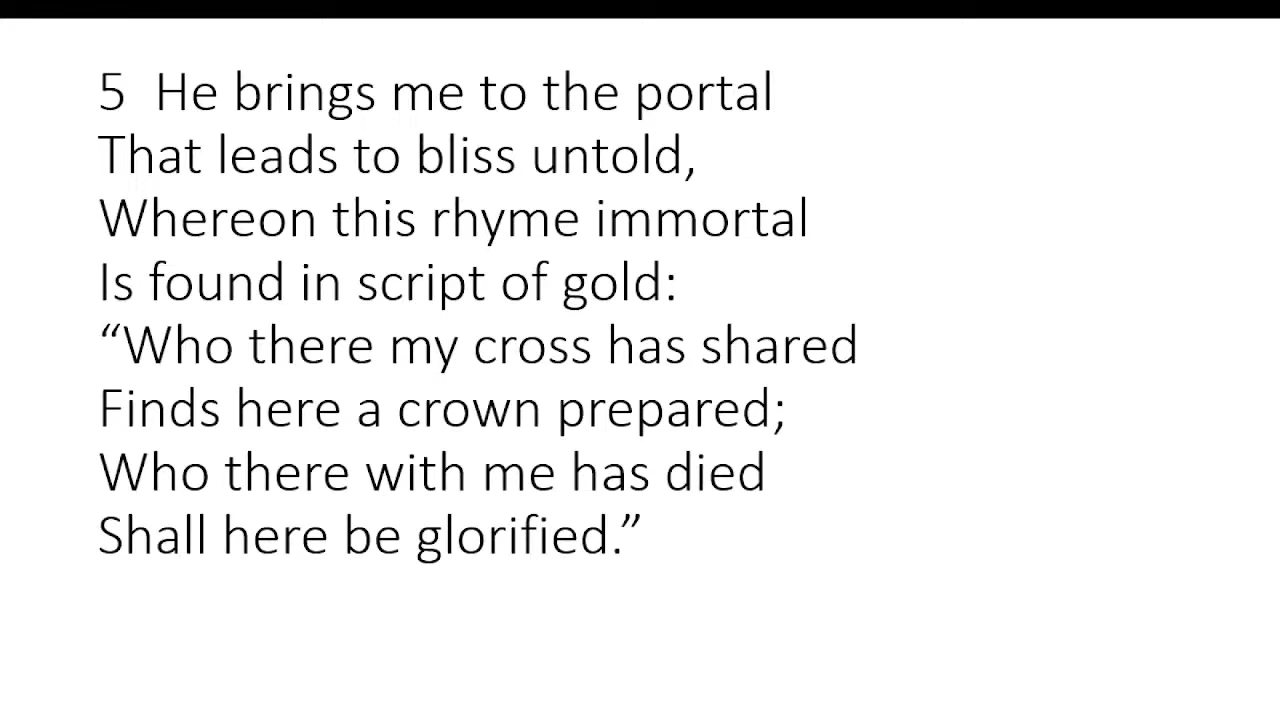 5  He brings me to the portal
That leads to bliss untold,
Whereon this rhyme immortal
Is found in script of gold:
“Who there my cross has shared
Finds here a crown prepared;
Who there with me has died
Shall here be glorified.”